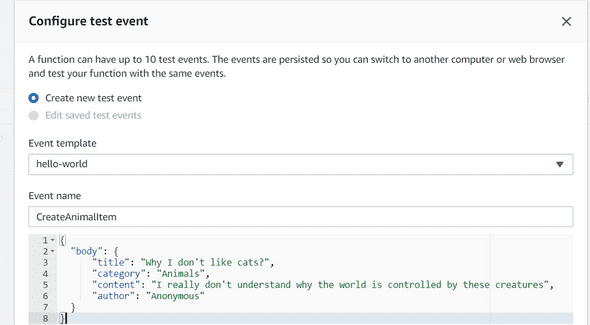 Configure test event
A function can have up to 10 test events. The events are persisted so you can switch to another computer or web browser
and test your function with the same events.
Create new test event
Edit saved test events
Event template
hello-world
Event name
CreateAnimalItem
1 {
2 "body": {
3 "title": "Why I don't like cats?",
4 "category": "Animals",
5 "content": "I really don't understand why the world is controlled by these creatures",
6 "author": "Anonymous"
7 }
8 }